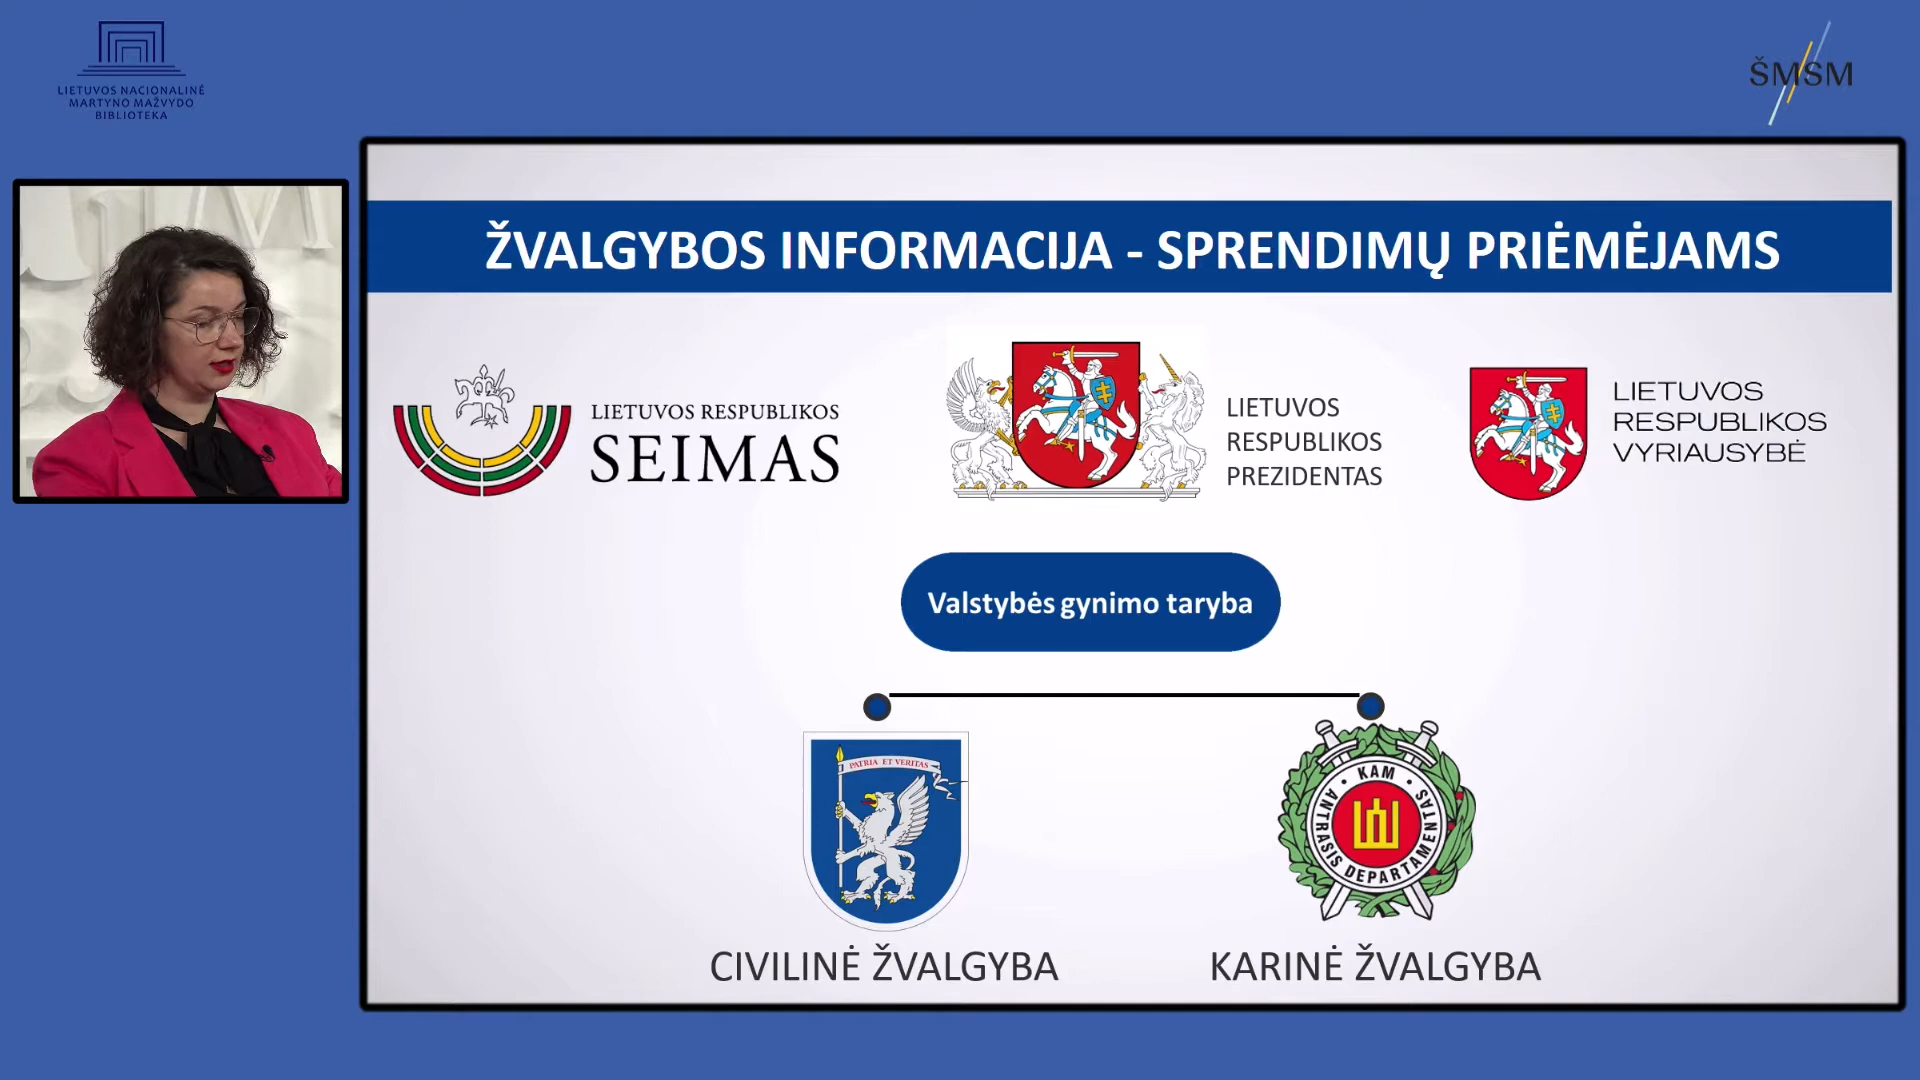 LIETUVOS NACIONALINĖ
MARTYNO MAŽVYDO
BIBLIOTEKA
ŠMSM
ŽVALGYBOS INFORMACIJA - SPRENDIMŲ PRIĖMĖJAMS
LIETUVOS RESPUBLIKOS
SEIMAS
LIETUVOS
RESPUBLIKOS
PREZIDENTAS
LIETUVOS
RESPUBLIKOS
VYRIAUSYBĖ
Valstybės gynimo taryba
PATRIA ET VERITAS
KAM
ANTRASIS DEPARTAMENTAS
CIVILINĖ ŽVALGYBA
KARINĖ ŽVALGYBA